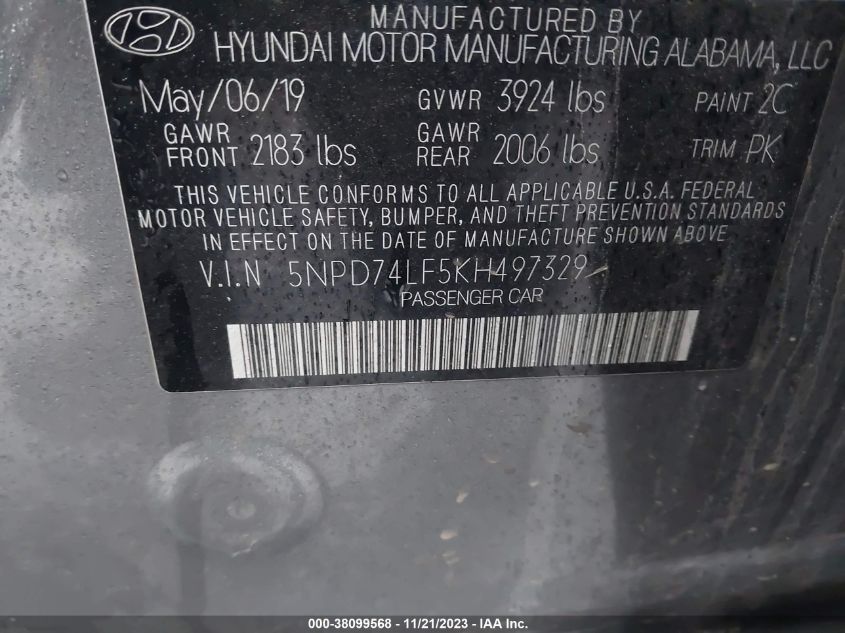 MANUFACTURED BY
HYUNDAI MOTOR MANUFACTURING ALABAMA, LLC
May/06/19 GVWR 3924 lbs PAINT 2C
GAWR FRONT 2183 lbs GAWR REAR 2006 lbs TRIM PK
THIS VEHICLE CONFORMS TO ALL APPLICABLE U.S.A. FEDERAL
MOTOR VEHICLE SAFETY, BUMPER, AND THEFT PREVENTION STANDARDS
IN EFFECT ON THE DATE OF MANUFACTURE SHOWN ABOVE
V.I.N 5NPD74LF5KH497329
PASSENGER CAR
000-38099568 - 11/21/2023 - IAA Inc.